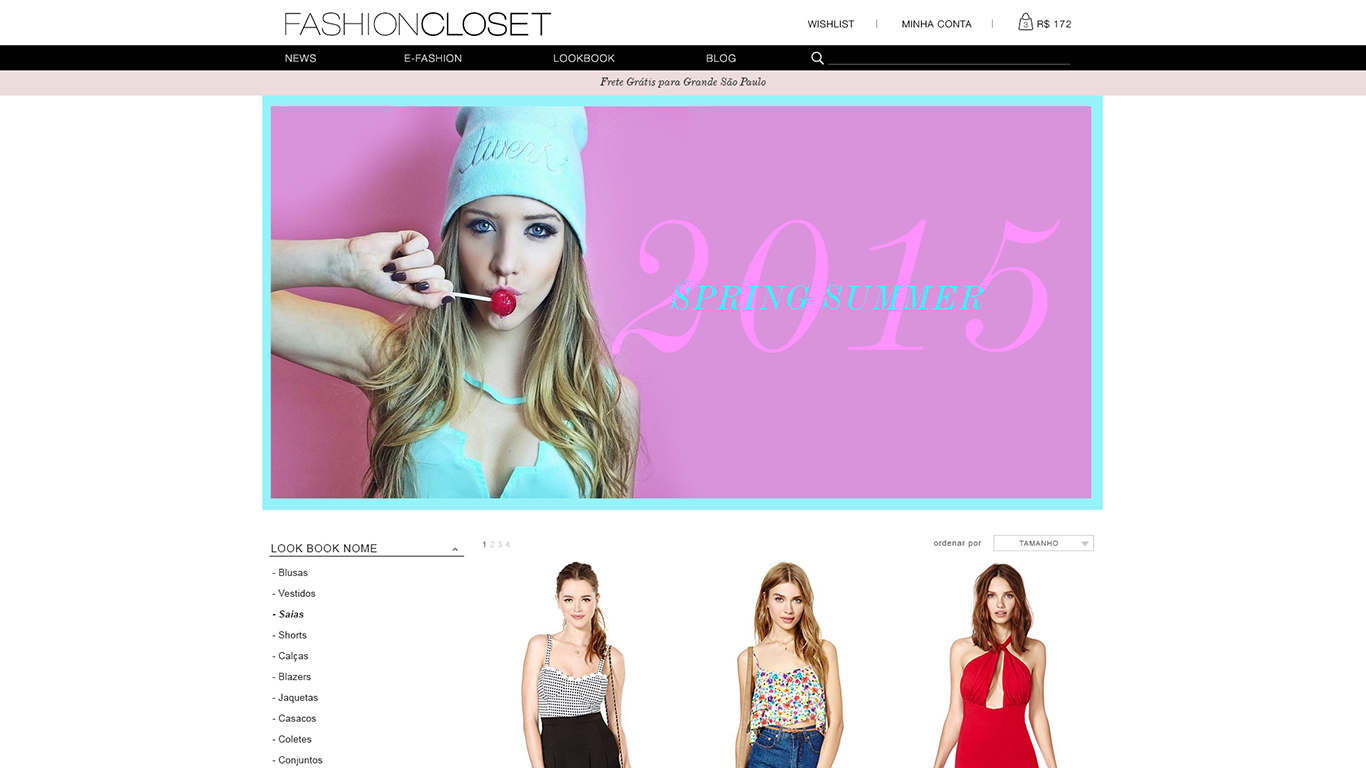 FASHIONCLOSET
WISHLIST | MINHA CONTA | 3 R$ 172
NEWS E-FASHION LOOKBOOK BLOG
Frete Grátis para Grande São Paulo
twerk
2015
SPRING SUMMER
LOOK BOOK NOME
1 2 3 4
ordenar por TAMANHO
- Blusas
- Vestidos
- Saias
- Shorts
- Calças
- Blazers
- Jaquetas
- Casacos
- Coletes
- Conjuntos